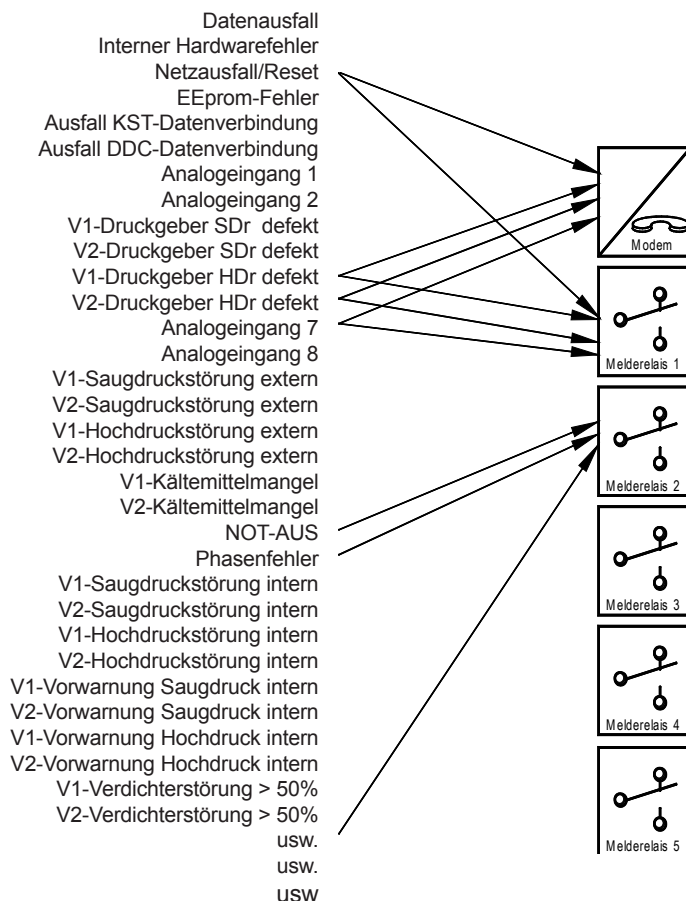 Datenausfall
Interner Hardwarefehler
Netzausfall/Reset
EEprom-Fehler
Ausfall KST-Datenverbindung
Ausfall DDC-Datenverbindung
Analogeingang 1
Analogeingang 2
V1-Druckgeber SDr defekt
V2-Druckgeber SDr defekt
V1-Druckgeber HDr defekt
V2-Druckgeber HDr defekt
Analogeingang 7
Analogeingang 8
V1-Saugdruckstörung extern
V2-Saugdruckstörung extern
V1-Hochdruckstörung extern
V2-Hochdruckstörung extern
V1-Kältemittelmangel
V2-Kältemittelmangel
NOT-AUS
Phasenfehler
V1-Saugdruckstörung intern
V2-Saugdruckstörung intern
V1-Hochdruckstörung intern
V2-Hochdruckstörung intern
V1-Vorwarnung Saugdruck intern
V2-Vorwarnung Saugdruck intern
V1-Vorwarnung Hochdruck intern
V2-Vorwarnung Hochdruck intern
V1-Verdichterstörung > 50%
V2-Verdichterstörung > 50%
usw.
usw.
usw
Modem
Melderelais 1
Melderelais 2
Melderelais 3
Melderelais 4
Melderelais 5